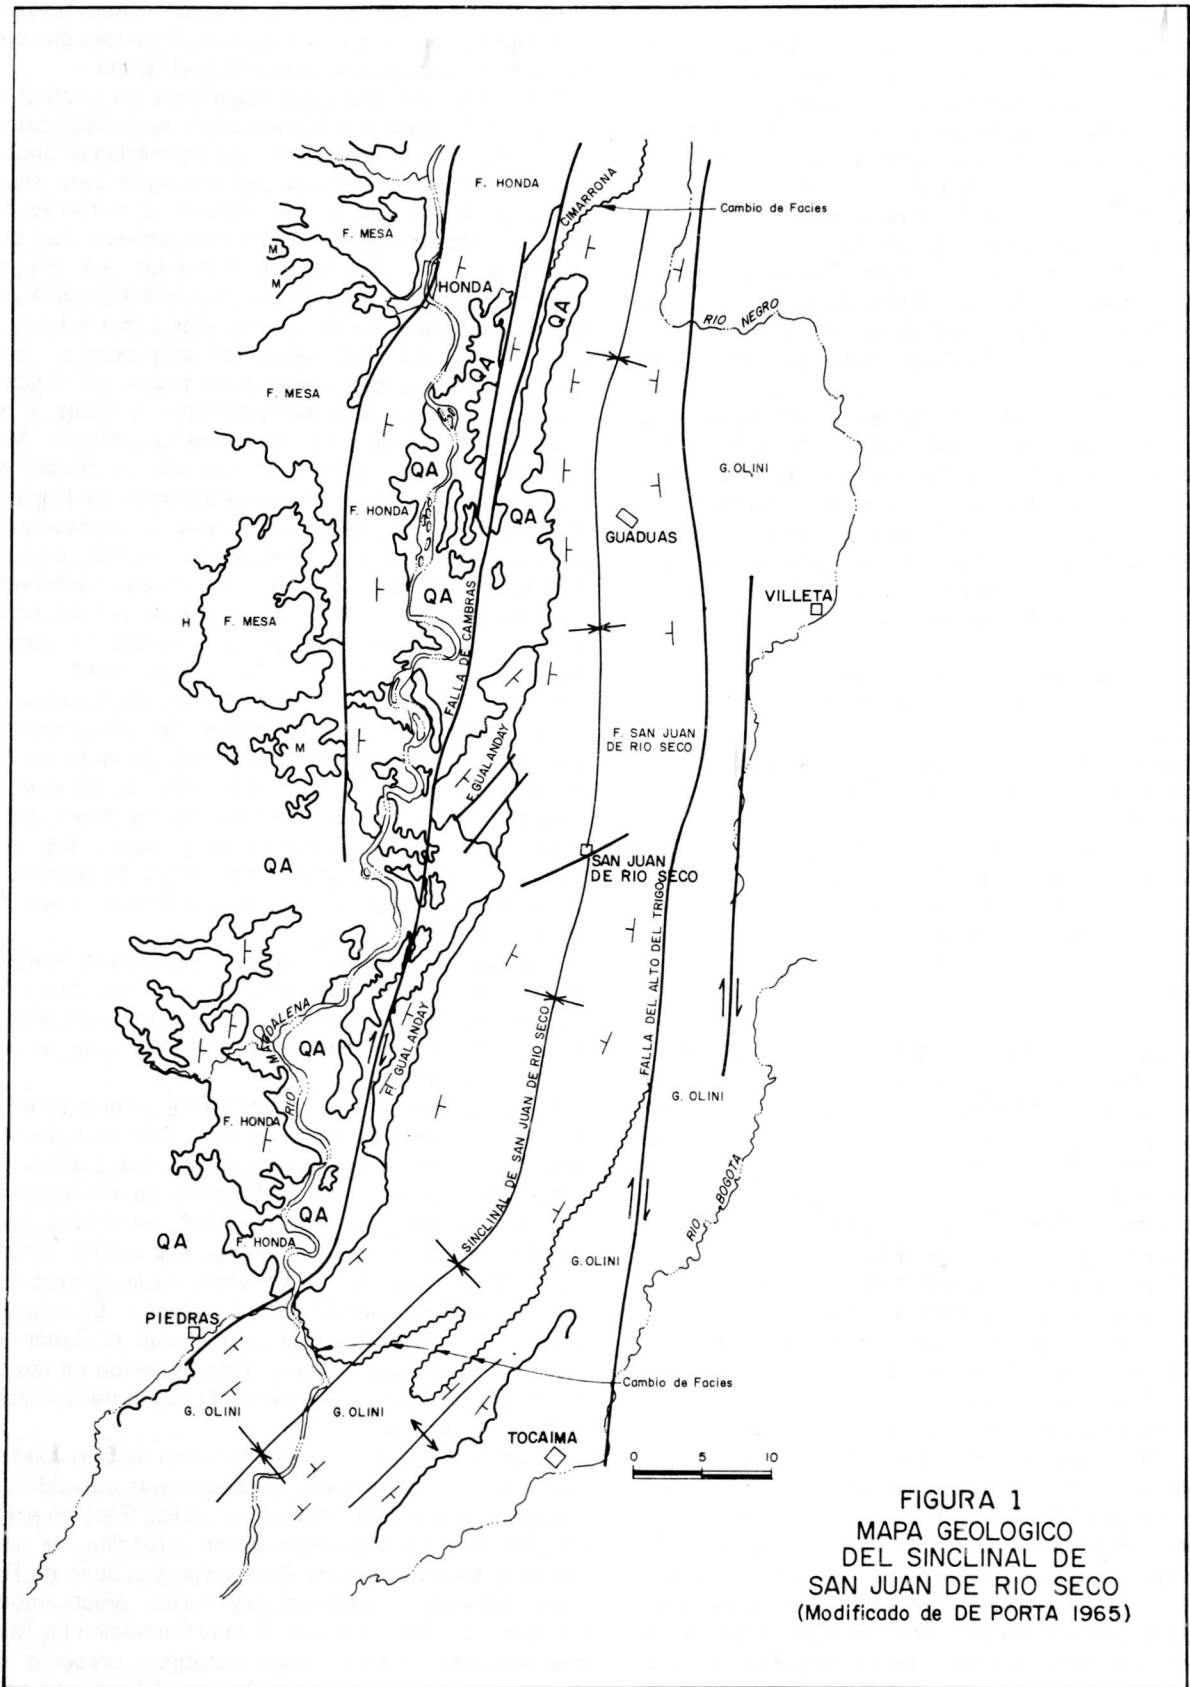 F. HONDA
CIMARRONA
Cambio de Facies
F. MESA
M
M
HONDA
QA
QA
RIO NEGRO
F. MESA
QA
G. OLINI
F. HONDA
QA
GUADUAS
QA
VILLETA
H
F. MESA
FALLA DE CAMBRAS
F. SAN JUAN
DE RIO SECO
M
F. GUALANDAY
QA
SAN JUAN
DE RIO SECO
FALLA DEL ALTO DEL TRIGO
RIO MAGDALENA
QA
F. GUALANDAY
SINCLINAL DE SAN JUAN DE RIO SECO
G. OLINI
F. HONDA
RIO BOGOTA
QA
QA
F. HONDA
G. OLINI
PIEDRAS
Cambio de Facies
G. OLINI
G. OLINI
TOCAIMA
0 5 10
FIGURA 1
MAPA GEOLOGICO
DEL SINCLINAL DE
SAN JUAN DE RIO SECO
(Modificado de DE PORTA 1965)